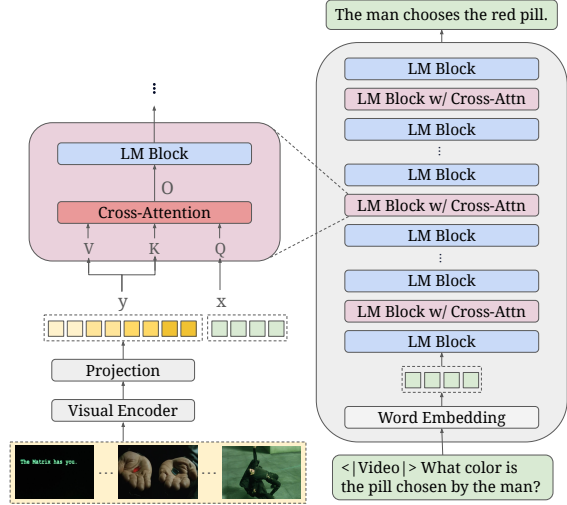 The man chooses the red pill.
LM Block
LM Block w/ Cross-Attn
LM Block
⋮
LM Block
LM Block w/ Cross-Attn
LM Block
⋮
LM Block
LM Block w/ Cross-Attn
LM Block
Word Embedding
<|Video|> What color is
the pill chosen by the man?
⋮
LM Block
O
Cross-Attention
V K Q
y x
Projection
Visual Encoder
The Matrix has you.
... ...